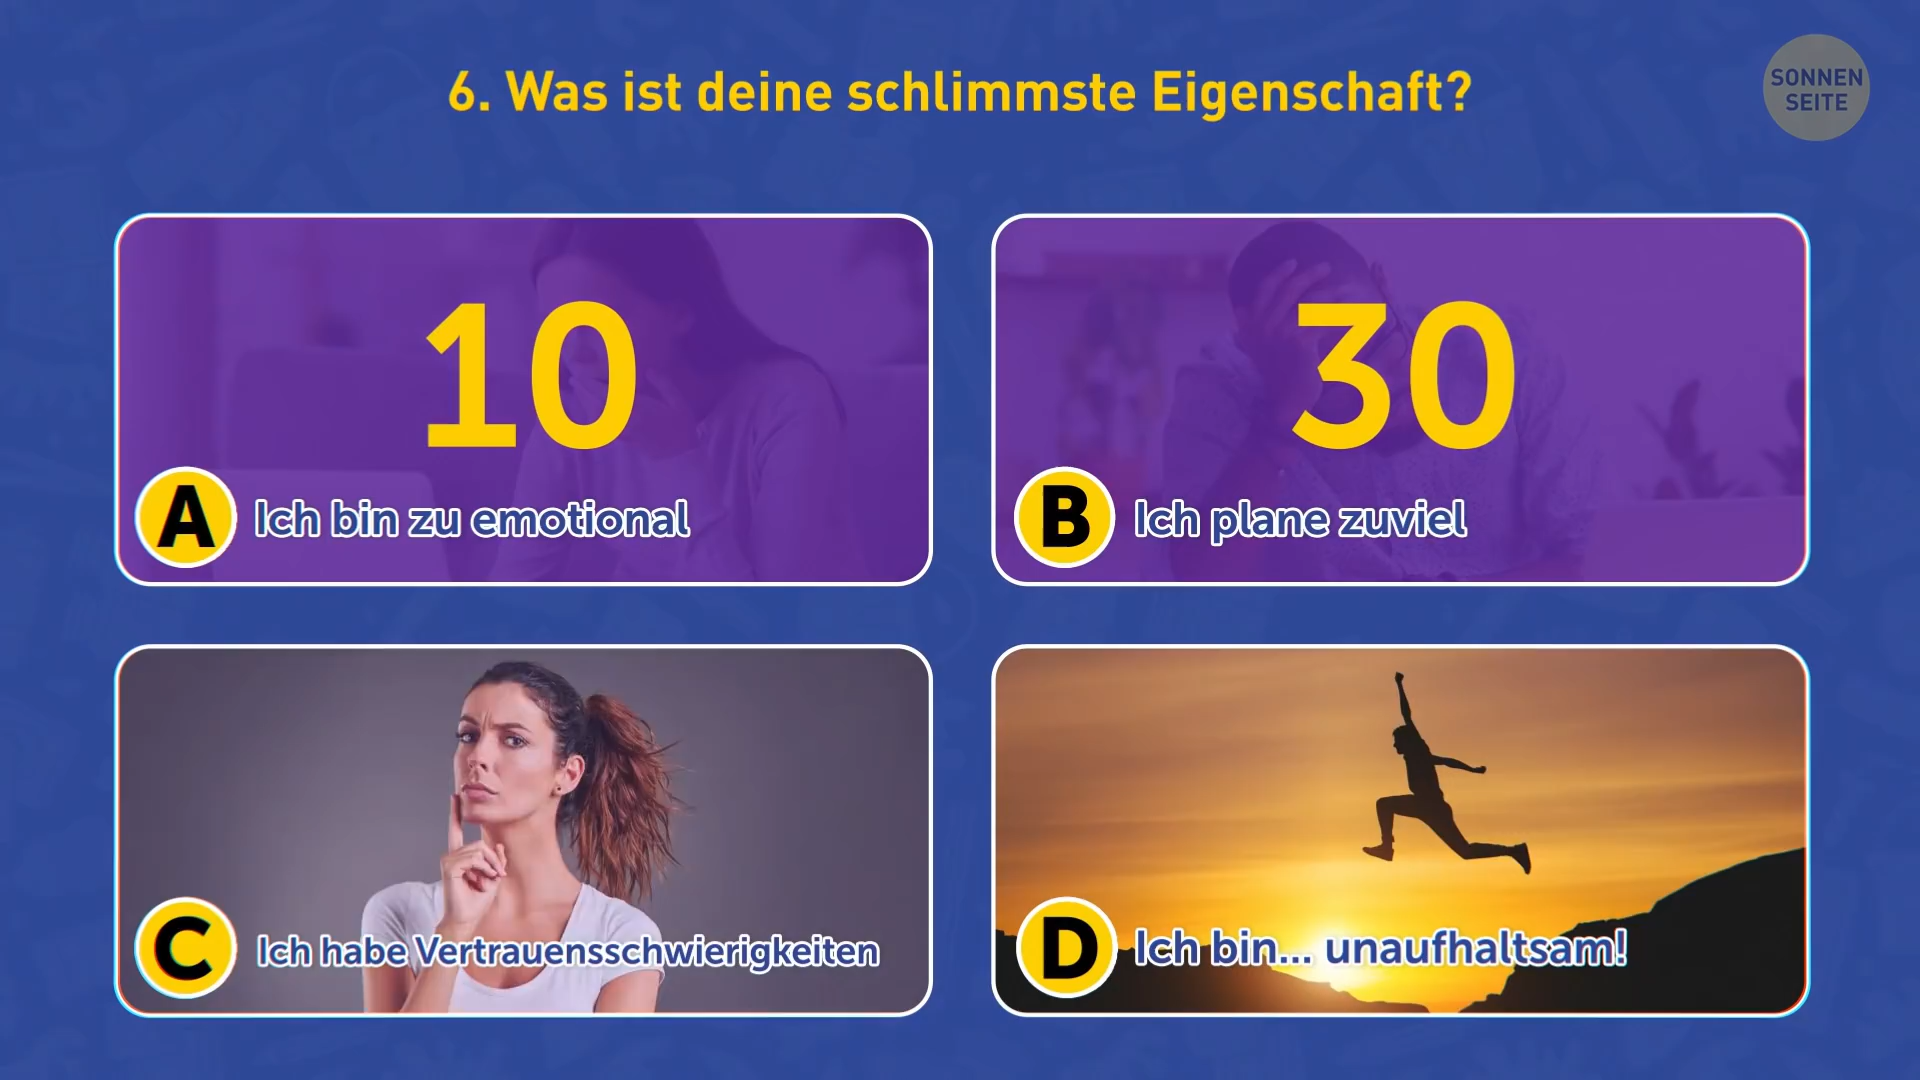 6. Was ist deine schlimmste Eigenschaft?
SONNEN
SEITE
10
30
A Ich bin zu emotional
B Ich plane zuviel
C Ich habe Vertrauensschwierigkeiten
D Ich bin... unaufhaltsam!